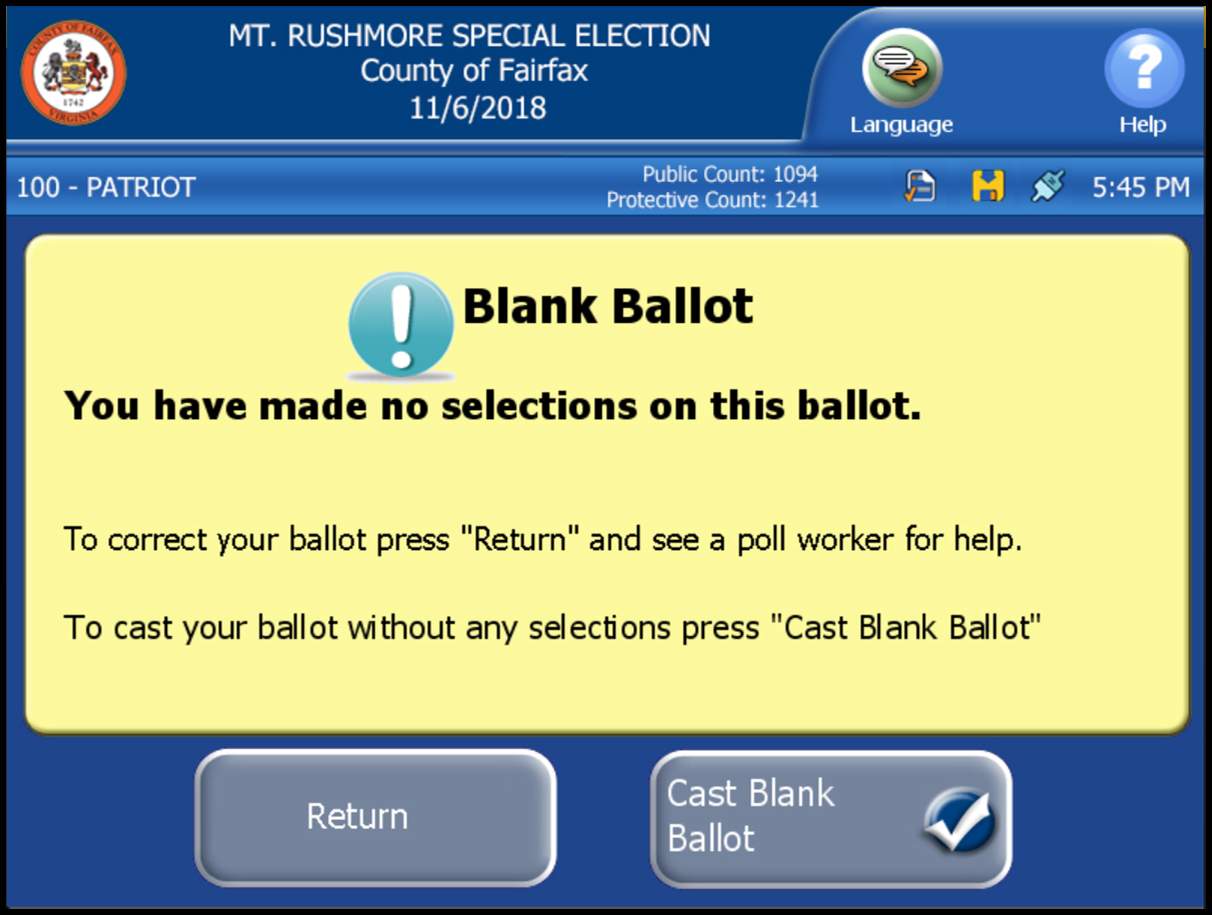 COUNTY OF FAIRFAX
1742
VIRGINIA
MT. RUSHMORE SPECIAL ELECTION
County of Fairfax
11/6/2018
Language
?
Help
100 - PATRIOT
Public Count: 1094
Protective Count: 1241
5:45 PM
!
Blank Ballot
You have made no selections on this ballot.
To correct your ballot press "Return" and see a poll worker for help.
To cast your ballot without any selections press "Cast Blank Ballot"
Return
Cast Blank
Ballot